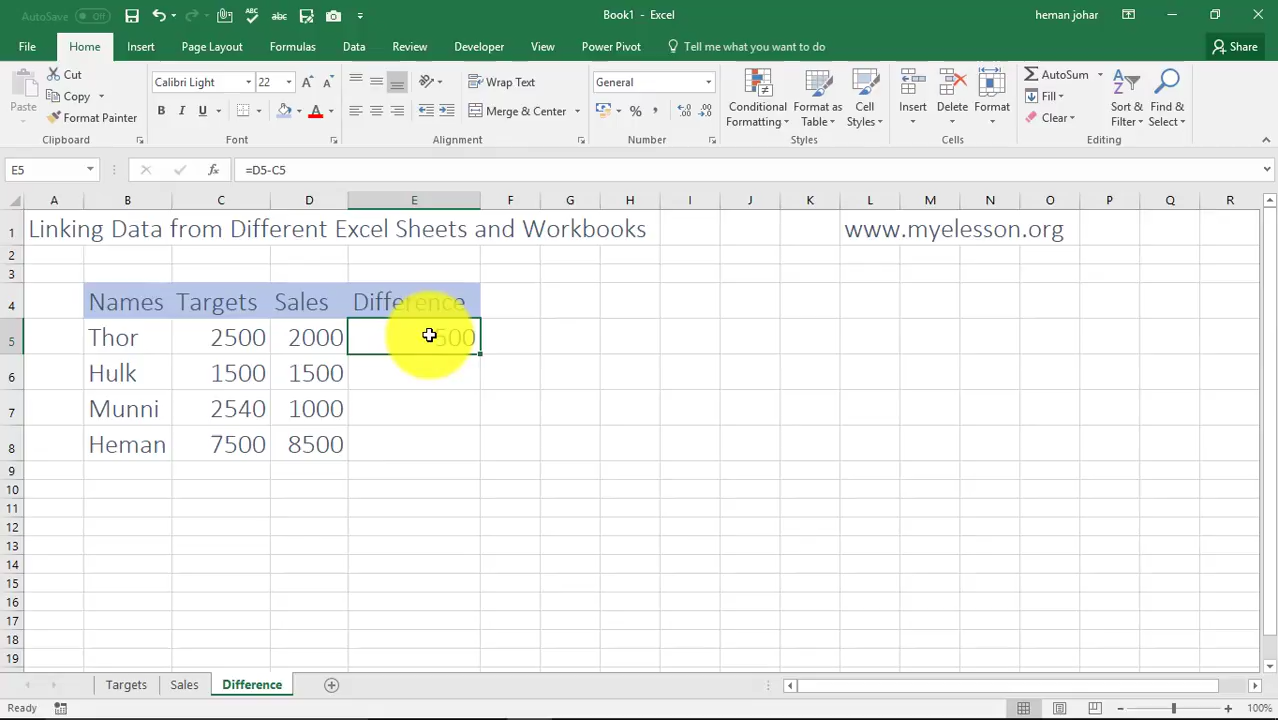 AutoSave Off
Book1 - Excel
heman johar
File Home Insert Page Layout Formulas Data Review View Developer Power Pivot Tell me what you want to do Share
Paste
Cut
Copy
Format Painter
Clipboard
Calibri Light 22
B I U
Font
Wrap Text
Merge & Center
Alignment
General
Number
Conditional Formatting
Format as Table
Cell Styles
Styles
Insert
Delete
Format
Cells
AutoSum
Fill
Clear
Sort & Filter
Find & Select
Editing
E5 fx =D5-C5
A B C D E F G H I J K L M N O P Q R
1 Linking Data from Different Excel Sheets and Workbooks www.myelesson.org
2
3
4 Names Targets Sales Difference
5 Thor 2500 2000 500
6 Hulk 1500 1500
7 Munni 2540 1000
8 Heman 7500 8500
9
10
11
12
13
14
15
16
17
18
19
Targets Sales Difference
Ready 100%